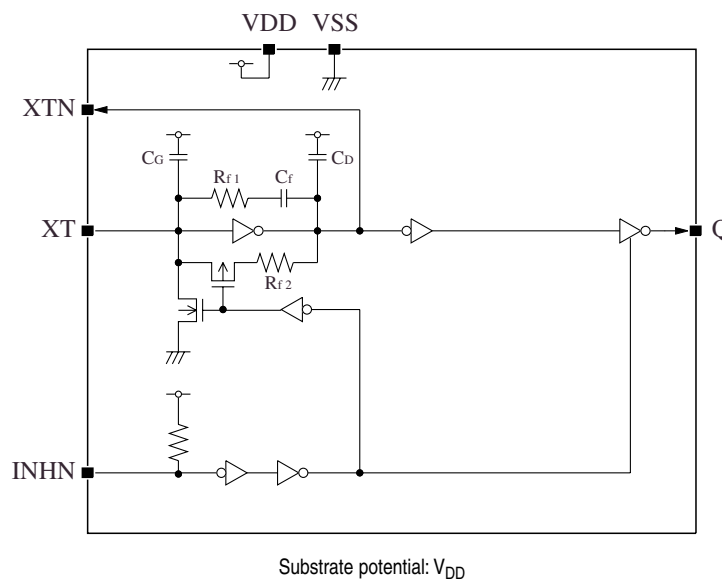 VDD VSS
XTN
CG CD
Rf1 Cf
XT Q
Rf2
INHN
Substrate potential: VDD